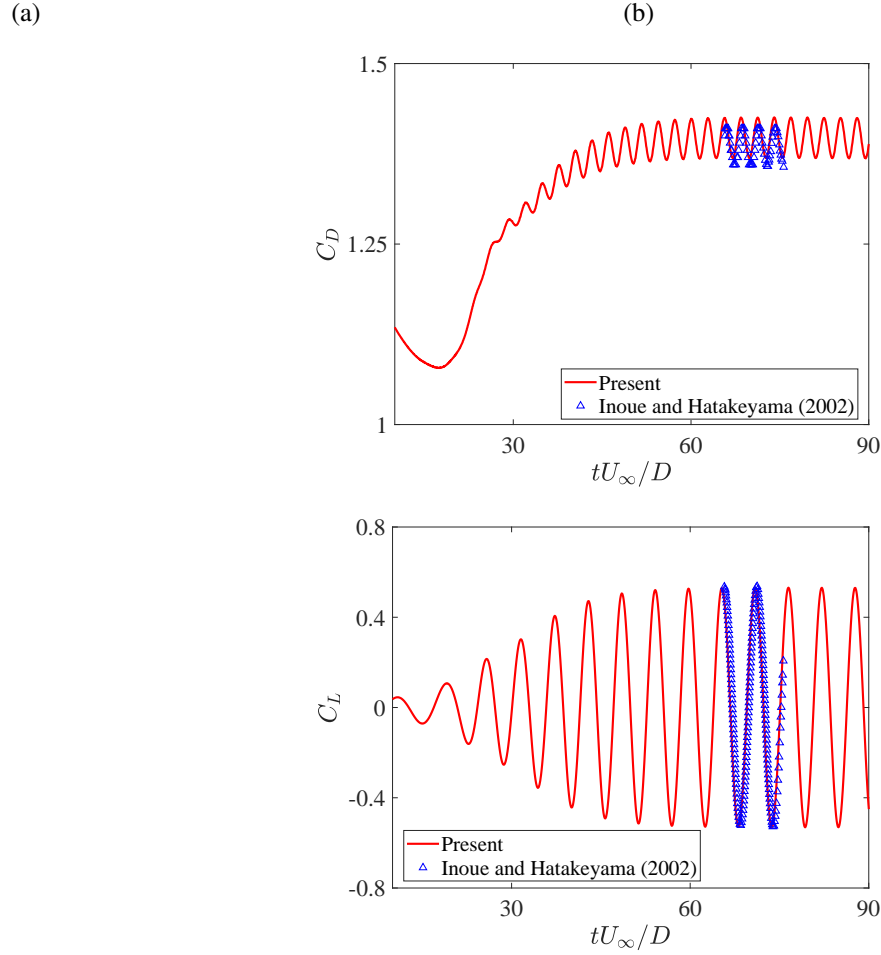 (a) (b)
1.5
1.25
1
C_D
Present
Inoue and Hatakeyama (2002)
30 60 90
tU_∞/D
0.8
0.4
0
-0.4
-0.8
C_L
Present
Inoue and Hatakeyama (2002)
30 60 90
tU_∞/D